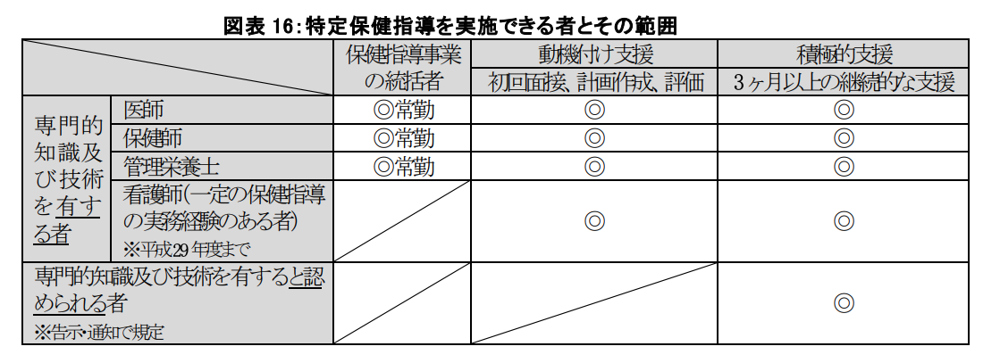 図表 16：特定保健指導を実施できる者とその範囲
保健指導事業
の統括者
動機付け支援
積極的支援
初回面接、計画作成、評価
３ヶ月以上の継続的な支援
専門的
知識及
び技術
を有す
る者
医師
◎常勤
◎
◎
保健師
◎常勤
◎
◎
管理栄養士
◎常勤
◎
◎
看護師（一定の保健指導
の実務経験のある者）
※平成29年度まで
◎
◎
専門的知識及び技術を有すると認
められる者
※告示・通知で規定
◎